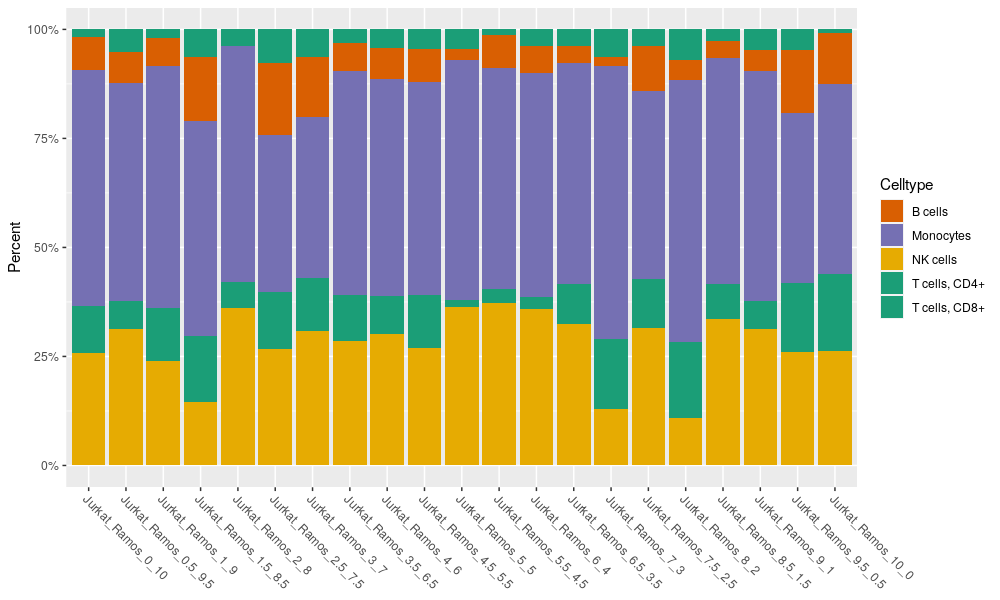 100%
75%
50%
25%
0%
Percent
Jurkat_Ramos_0_10
Jurkat_Ramos_0.5_9.5
Jurkat_Ramos_1_9
Jurkat_Ramos_1.5_8.5
Jurkat_Ramos_2_8
Jurkat_Ramos_2.5_7.5
Jurkat_Ramos_3_7
Jurkat_Ramos_3.5_6.5
Jurkat_Ramos_4_6
Jurkat_Ramos_4.5_5.5
Jurkat_Ramos_5_5
Jurkat_Ramos_5.5_4.5
Jurkat_Ramos_6_4
Jurkat_Ramos_6.5_3.5
Jurkat_Ramos_7_3
Jurkat_Ramos_7.5_2.5
Jurkat_Ramos_8_2
Jurkat_Ramos_8.5_1.5
Jurkat_Ramos_9_1
Jurkat_Ramos_9.5_0.5
Jurkat_Ramos_10_0
Celltype
B cells
Monocytes
NK cells
T cells, CD4+
T cells, CD8+